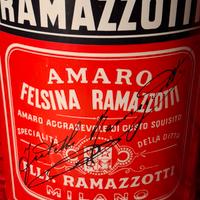 RAMAZZOTTI
AMARO
FELSINA RAMAZZOTTI
AMARO AGGRADEVOLE DI GUSTO SQUISITO
SPECIALITÀ DELLA DITTA
F.LLI RAMAZZOTTI
MILANO